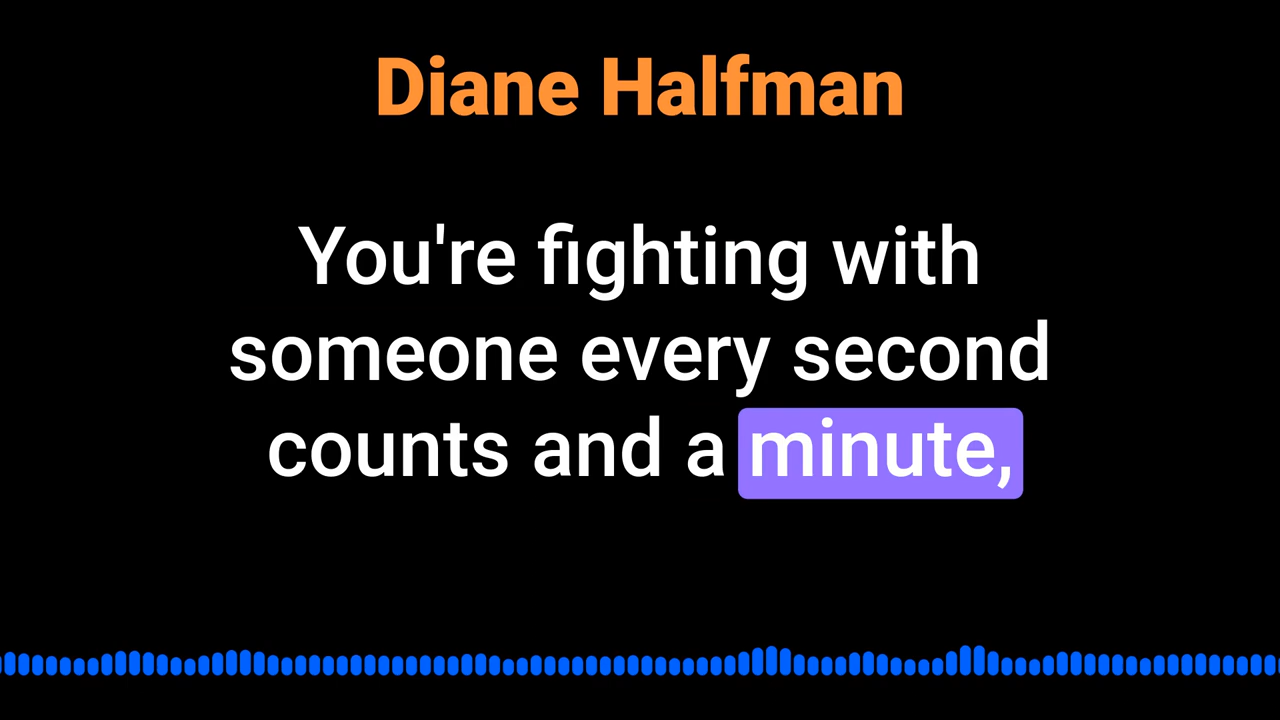 Diane Halfman
You're fighting with
someone every second
counts and a minute,